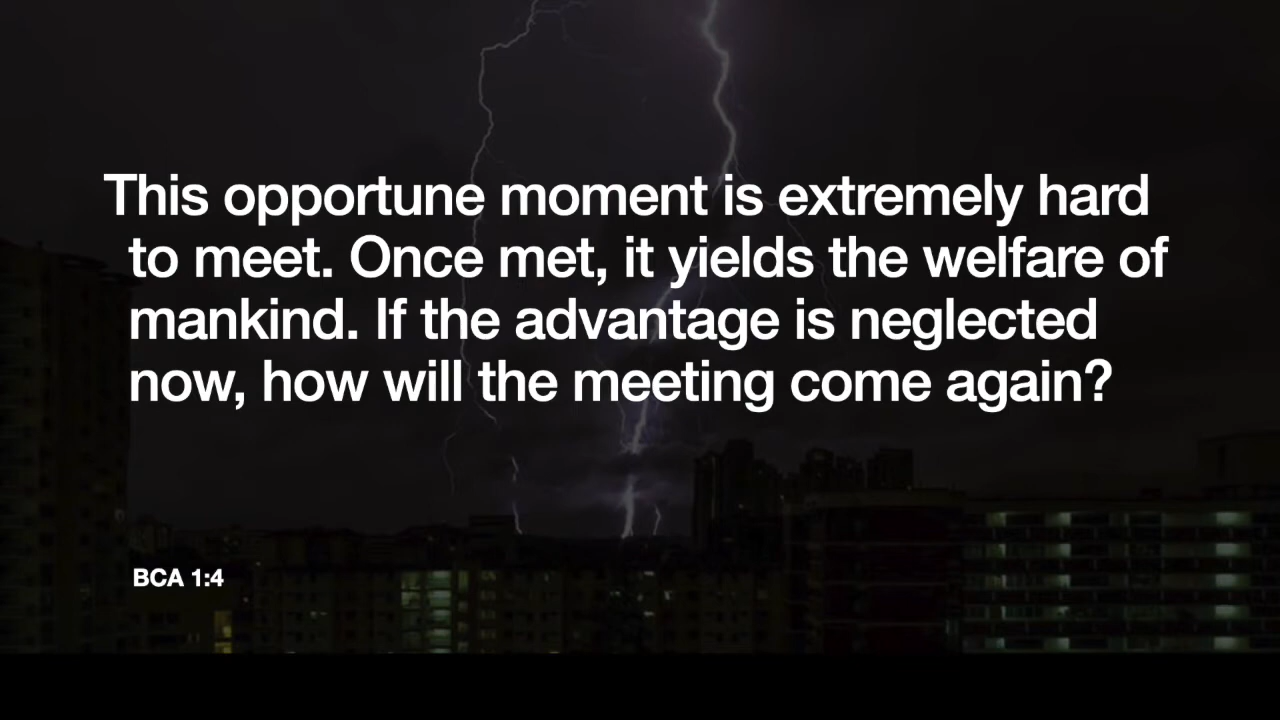 This opportune moment is extremely hard
to meet. Once met, it yields the welfare of
mankind. If the advantage is neglected
now, how will the meeting come again?
BCA 1:4